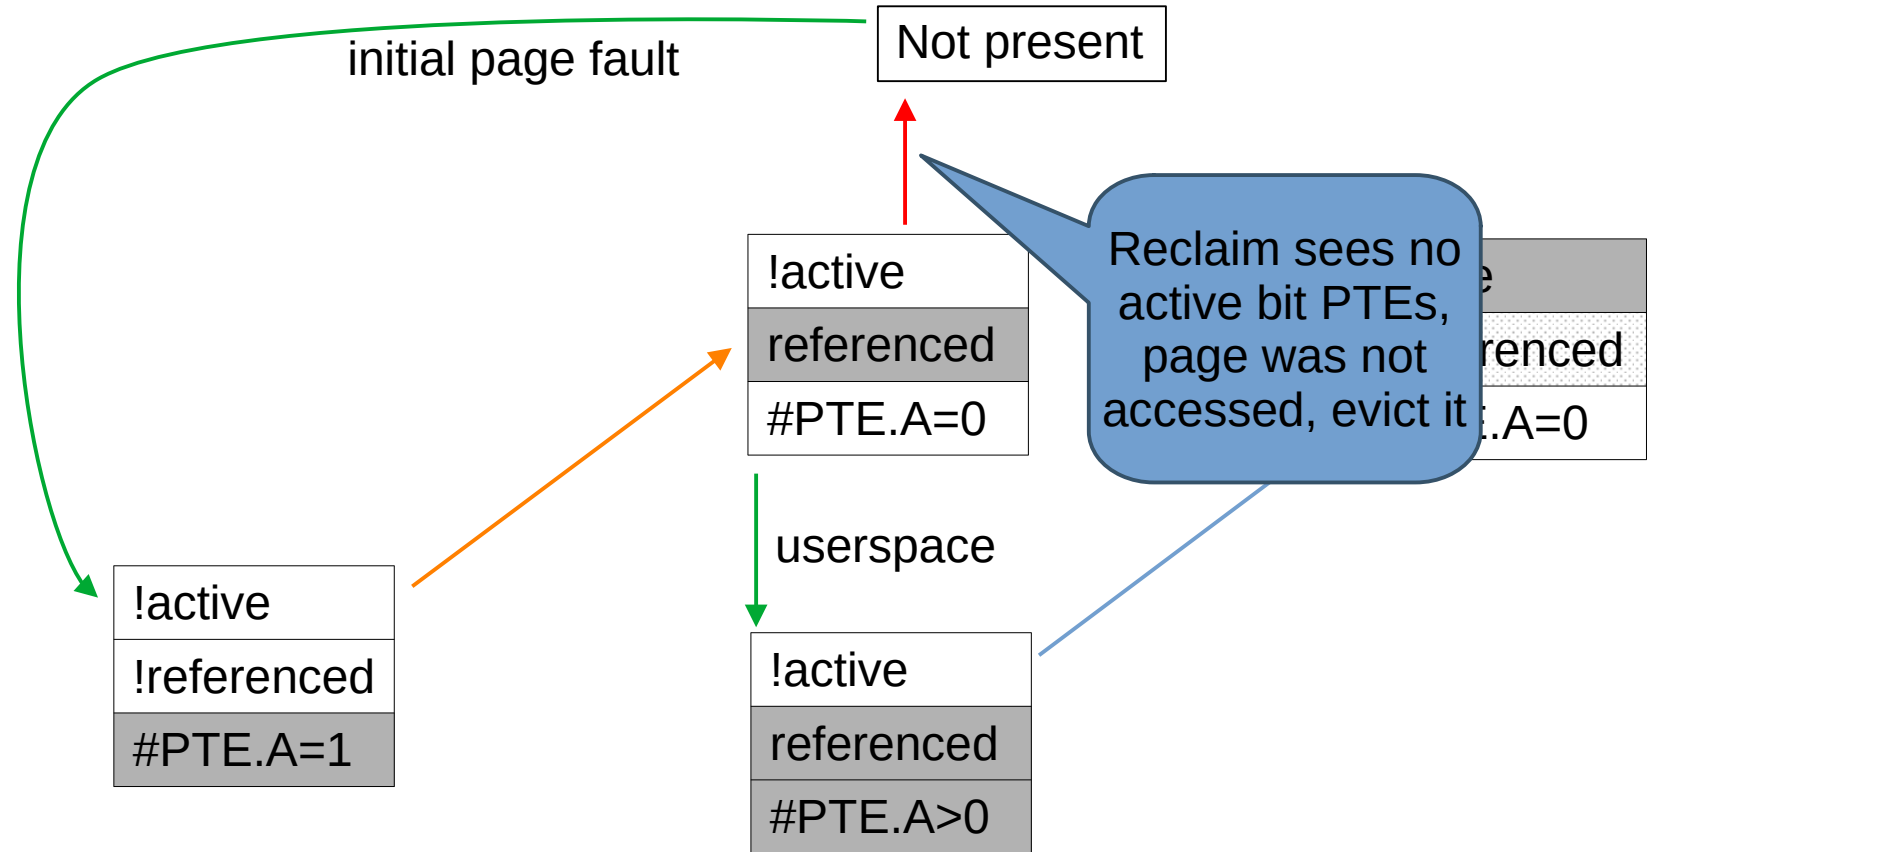 Not present
initial page fault
!active
referenced
#PTE.A=0
Reclaim sees no
active bit PTEs,
page was not
accessed, evict it
.A=0
userspace
!active
!referenced
#PTE.A=1
!active
referenced
#PTE.A>0